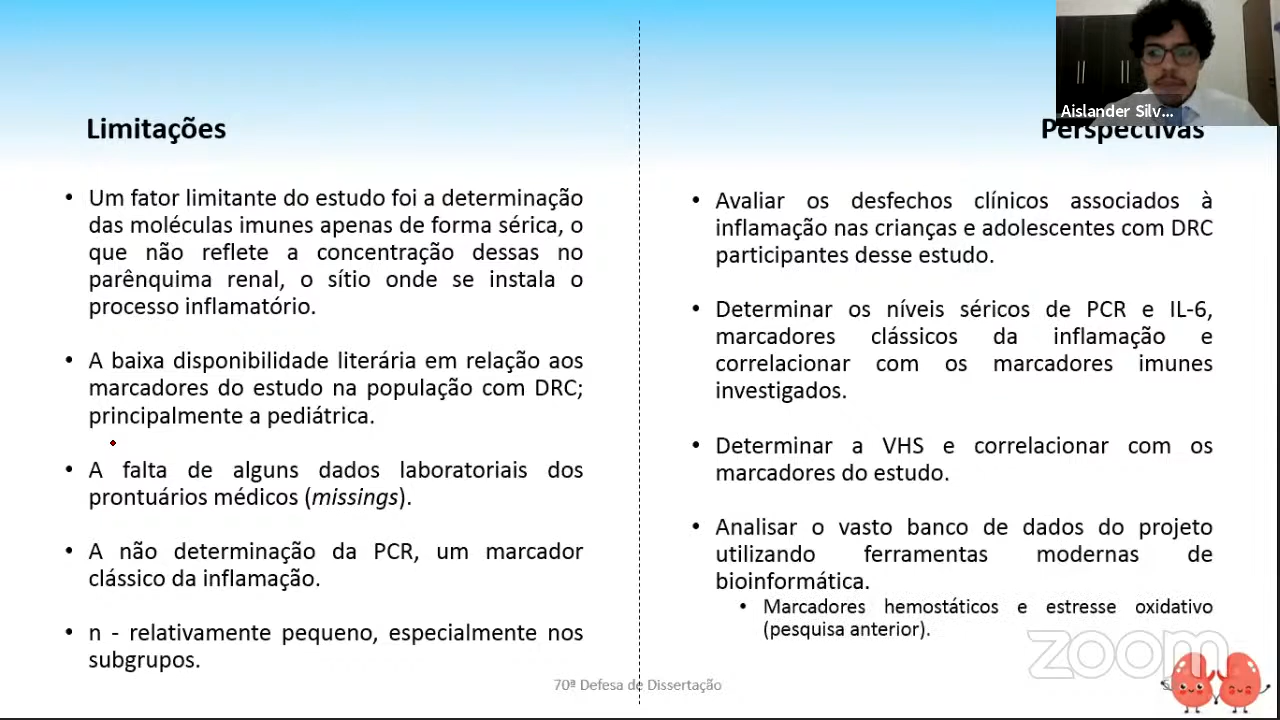 Aislander Silv...
Limitações
• Um fator limitante do estudo foi a determinação
das moléculas imunes apenas de forma sérica, o
que não reflete a concentração dessas no
parênquima renal, o sítio onde se instala o
processo inflamatório.
• A baixa disponibilidade literária em relação aos
marcadores do estudo na população com DRC;
principalmente a pediátrica.
• A falta de alguns dados laboratoriais dos
prontuários médicos (missings).
• A não determinação da PCR, um marcador
clássico da inflamação.
• n - relativamente pequeno, especialmente nos
subgrupos.
Perspectivas
• Avaliar os desfechos clínicos associados à
inflamação nas crianças e adolescentes com DRC
participantes desse estudo.
• Determinar os níveis séricos de PCR e IL-6,
marcadores clássicos da inflamação e
correlacionar com os marcadores imunes
investigados.
• Determinar a VHS e correlacionar com os
marcadores do estudo.
• Analisar o vasto banco de dados do projeto
utilizando ferramentas modernas de
bioinformática.
• Marcadores hemostáticos e estresse oxidativo
(pesquisa anterior).
zoom
70ª Defesa de Dissertação